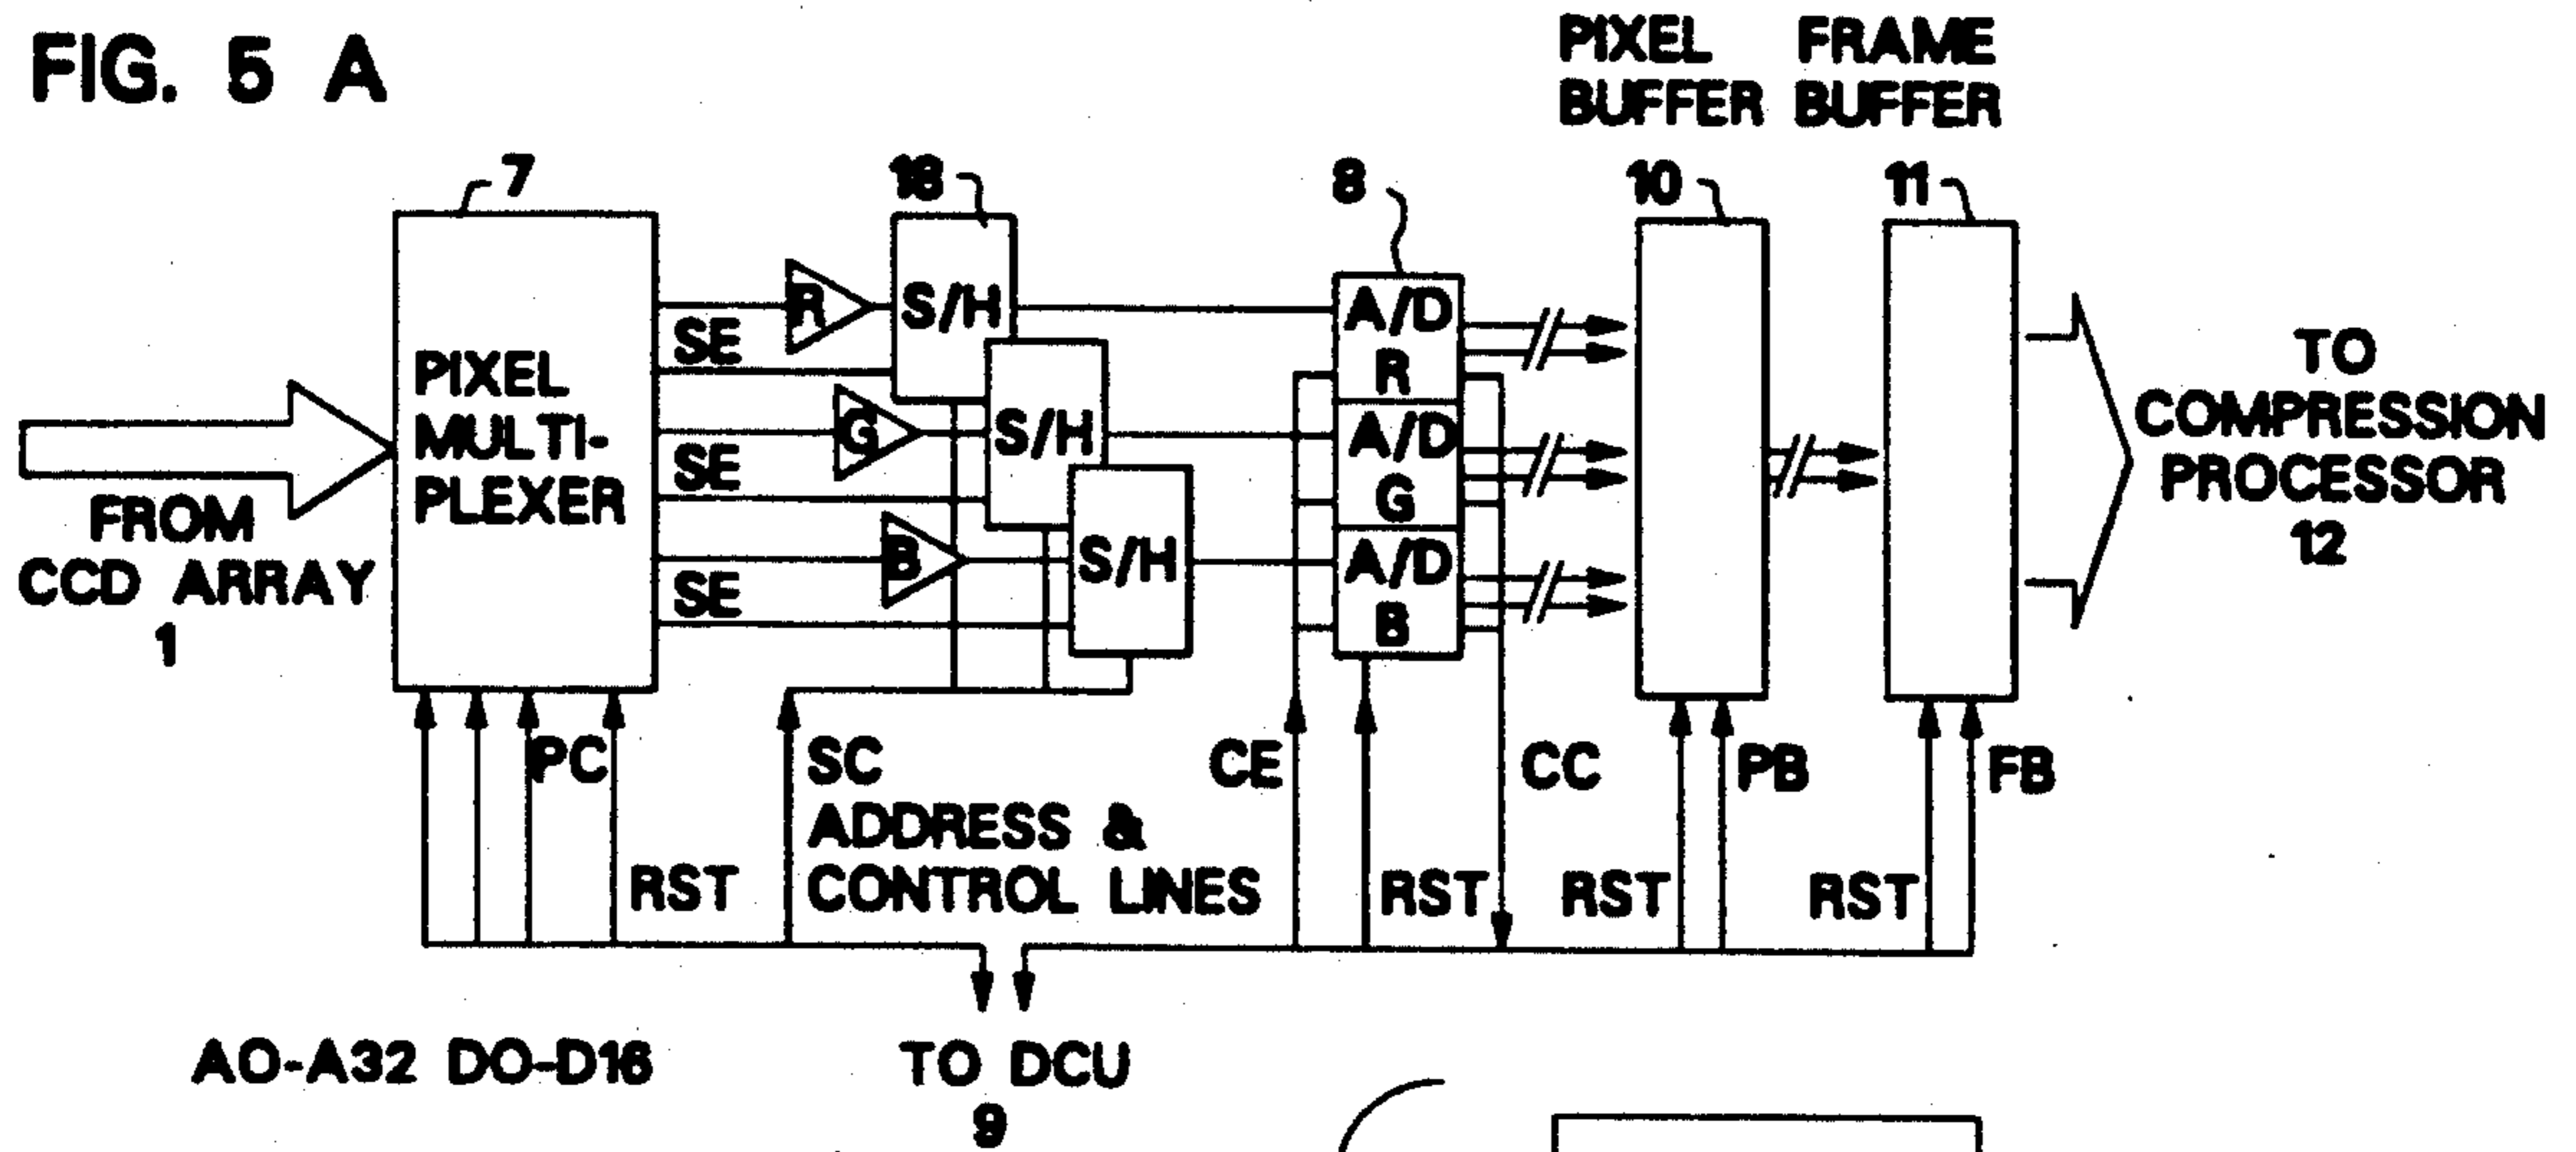 FIG. 5 A
PIXEL FRAME
BUFFER BUFFER
7
18
8
10
11
R
S/H
A/D
R
SE
PIXEL
MULTI-
PLEXER
G
S/H
A/D
G
SE
B
S/H
A/D
B
SE
FROM
CCD ARRAY
1
TO
COMPRESSION
PROCESSOR
12
PC
SC
CE
CC
PB
FB
ADDRESS &
CONTROL LINES
RST
RST
RST
RST
AO-A32 DO-D16
TO DCU
9